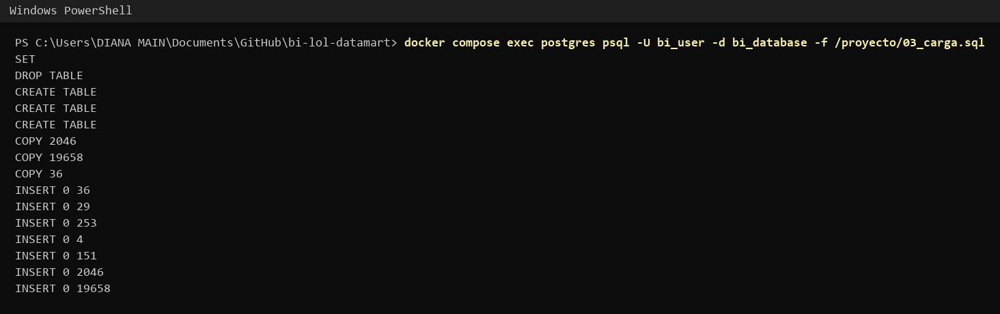 Windows PowerShell
PS C:\Users\DIANA MAIN\Documents\GitHub\bi-lol-datamart> docker compose exec postgres psql -U bi_user -d bi_database -f /proyecto/03_carga.sql
SET
DROP TABLE
CREATE TABLE
CREATE TABLE
CREATE TABLE
COPY 2046
COPY 19658
COPY 36
INSERT 0 36
INSERT 0 29
INSERT 0 253
INSERT 0 4
INSERT 0 151
INSERT 0 2046
INSERT 0 19658